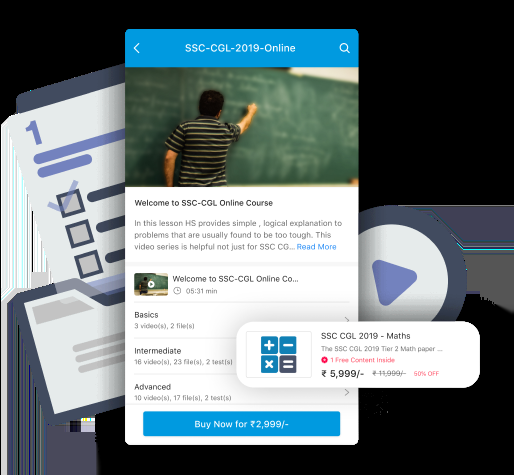 SSC-CGL-2019-Online
1
Welcome to SSC-CGL Online Course
In this lesson HS provides simple , logical explanation to
problems that are usually found to be too tough. This
video series is helpful not just for SSC CG... Read More
Welcome to SSC-CGL Online Co...
05:31 min
Basics
3 video(s), 2 file(s)
Intermediate
16 video(s), 23 file(s), 2 test(s)
Advanced
10 video(s), 17 file(s), 2 test(s)
Buy Now for ₹2,999/-
SSC CGL 2019 - Maths
The SSC CGL 2019 Tier 2 Math paper ...
1 Free Content Inside
₹ 5,999/- ₹ 11,999/- 50% OFF